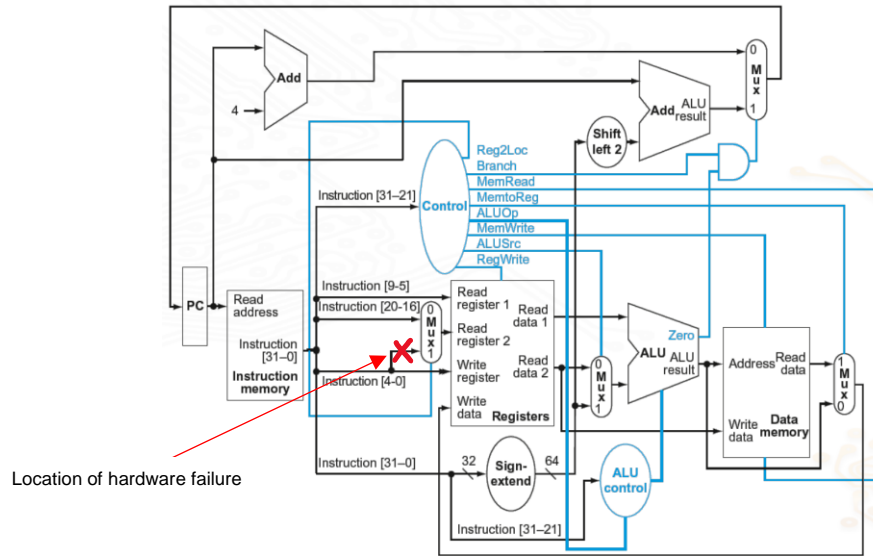 0
M
u
x
1
Add
4
Add
ALU
result
Shift
left 2
Reg2Loc
Branch
MemRead
MemtoReg
ALUOp
MemWrite
ALUSrc
RegWrite
Instruction [31–21]
Control
PC
Read
address
Instruction
[31–0]
Instruction
memory
Instruction [9-5]
Instruction [20-16]
Instruction [4-0]
0
M
u
x
1
Read
register 1
Read
register 2
Write
register
Write
data
Read
data 1
Read
data 2
Registers
0
M
u
x
1
Zero
ALU
ALU
result
Address
Read
data
Write
data
Data
memory
1
M
u
x
0
Location of hardware failure
Instruction [31–0]
32
Sign-
extend
64
ALU
control
Instruction [31–21]